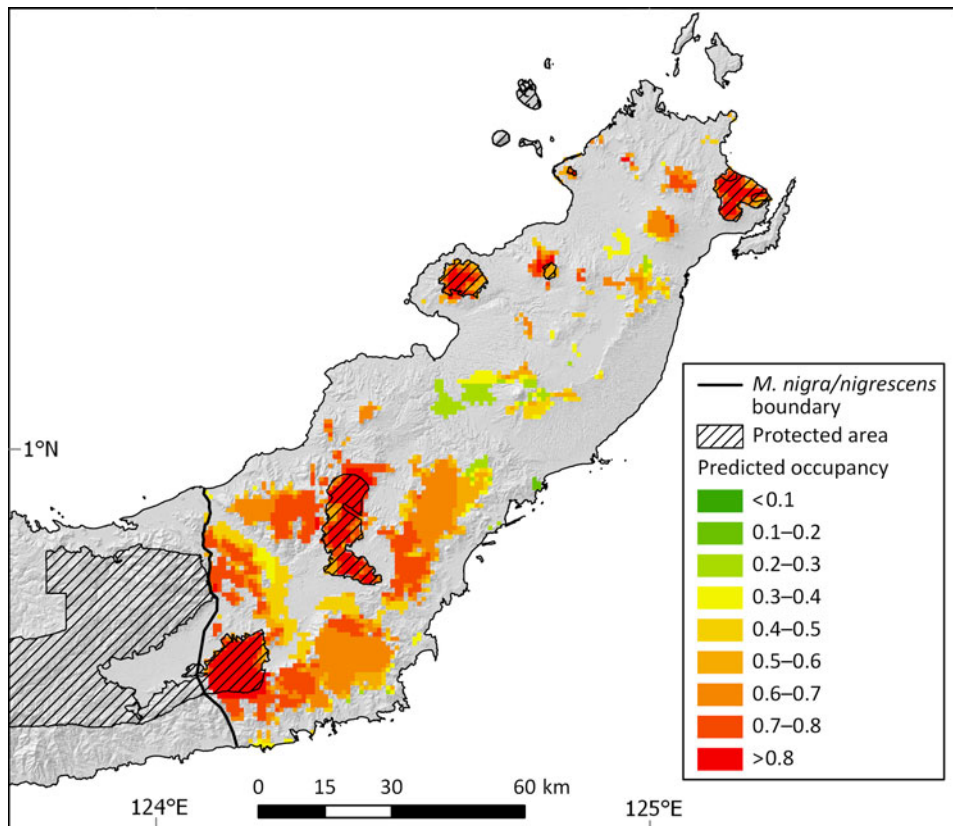 M. nigra/nigrescens
boundary
Protected area
Predicted occupancy
<0.1
0.1–0.2
0.2–0.3
0.3–0.4
0.4–0.5
0.5–0.6
0.6–0.7
0.7–0.8
>0.8
1°N
0 15 30 60 km
124°E 125°E